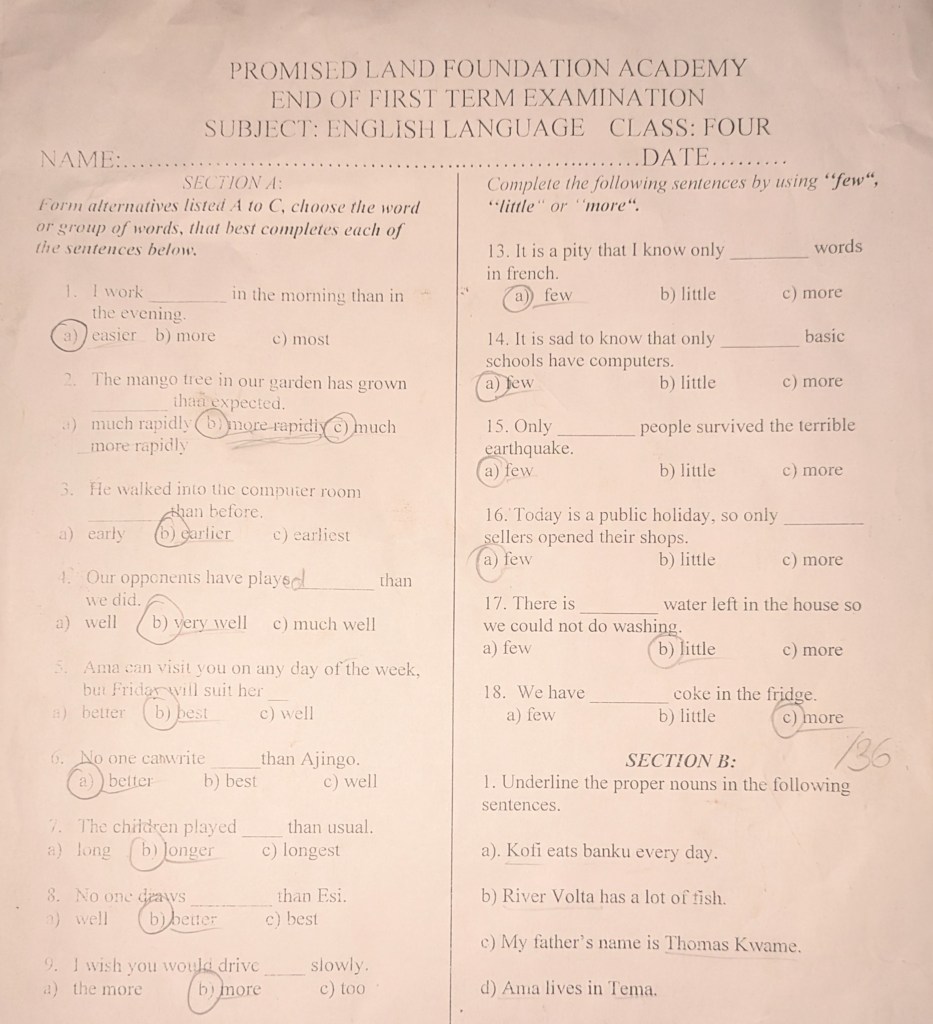 PROMISED LAND FOUNDATION ACADEMY
END OF FIRST TERM EXAMINATION
SUBJECT: ENGLISH LANGUAGE CLASS: FOUR
NAME:.......................................................................DATE.........
SECTION A:
Form alternatives listed A to C, choose the word
or group of words, that best completes each of
the sentences below.
1. I work ________ in the morning than in
the evening.
a) easier b) more c) most
2. The mango tree in our garden has grown
________ than expected.
a) much rapidly b) more rapidly c) much
more rapidly
3. He walked into the computer room
________ than before.
a) early b) earlier c) earliest
4. Our opponents have played ________ than
we did.
a) well b) very well c) much well
5. Ama can visit you on any day of the week,
but Friday will suit her __
a) better b) best c) well
6. No one can write _____ than Ajingo.
a) better b) best c) well
7. The children played ____ than usual.
a) long b) longer c) longest
8. No one draws ________ than Esi.
a) well b) better c) best
9. I wish you would drive ____ slowly.
a) the more b) more c) too
Complete the following sentences by using "few",
"little" or "more".
13. It is a pity that I know only ________ words
in french.
a) few b) little c) more
14. It is sad to know that only ________ basic
schools have computers.
a) few b) little c) more
15. Only ________ people survived the terrible
earthquake.
a) few b) little c) more
16. Today is a public holiday, so only ________
sellers opened their shops.
a) few b) little c) more
17. There is ________ water left in the house so
we could not do washing.
a) few b) little c) more
18. We have ________ coke in the fridge.
a) few b) little c) more
/36
SECTION B:
1. Underline the proper nouns in the following
sentences.
a). Kofi eats banku every day.
b) River Volta has a lot of fish.
c) My father's name is Thomas Kwame.
d) Ama lives in Tema.